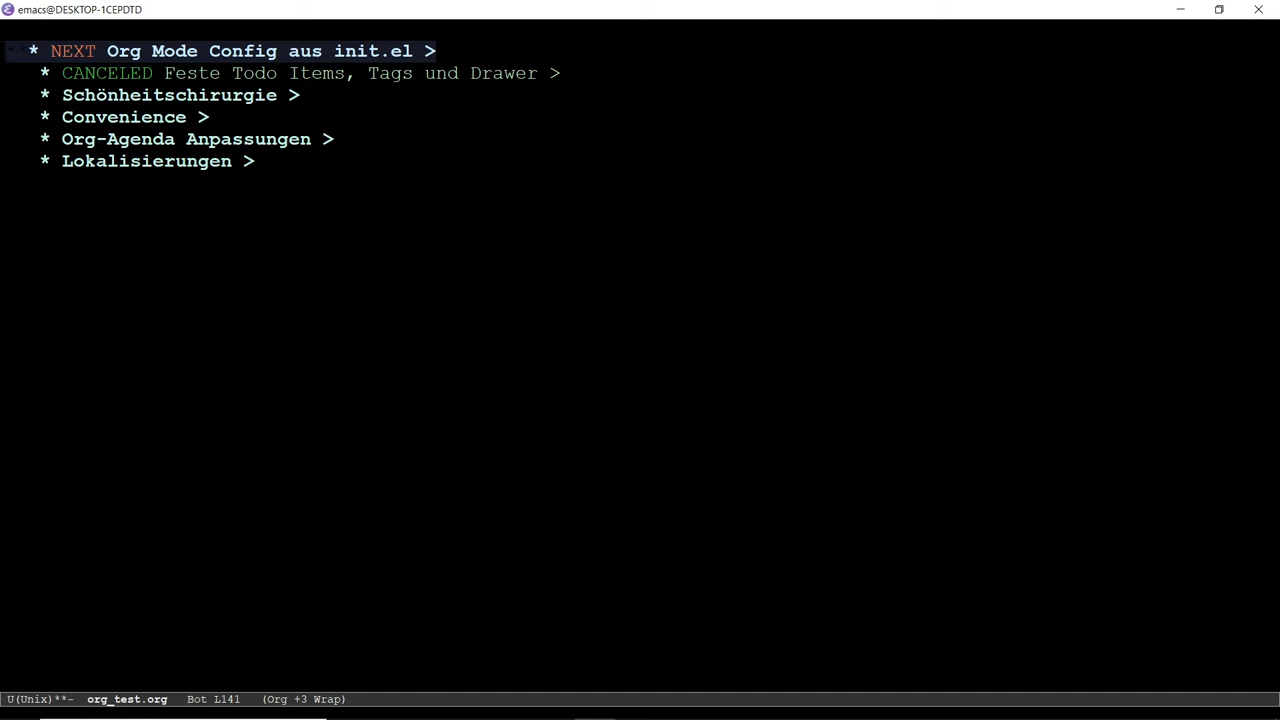 emacs@DESKTOP-1CEPDTD
* NEXT Org Mode Config aus init.el >
* CANCELED Feste Todo Items, Tags und Drawer >
* Schönheitschirurgie >
* Convenience >
* Org-Agenda Anpassungen >
* Lokalisierungen >
U(Unix)**- org_test.org Bot L141 (Org +3 Wrap)